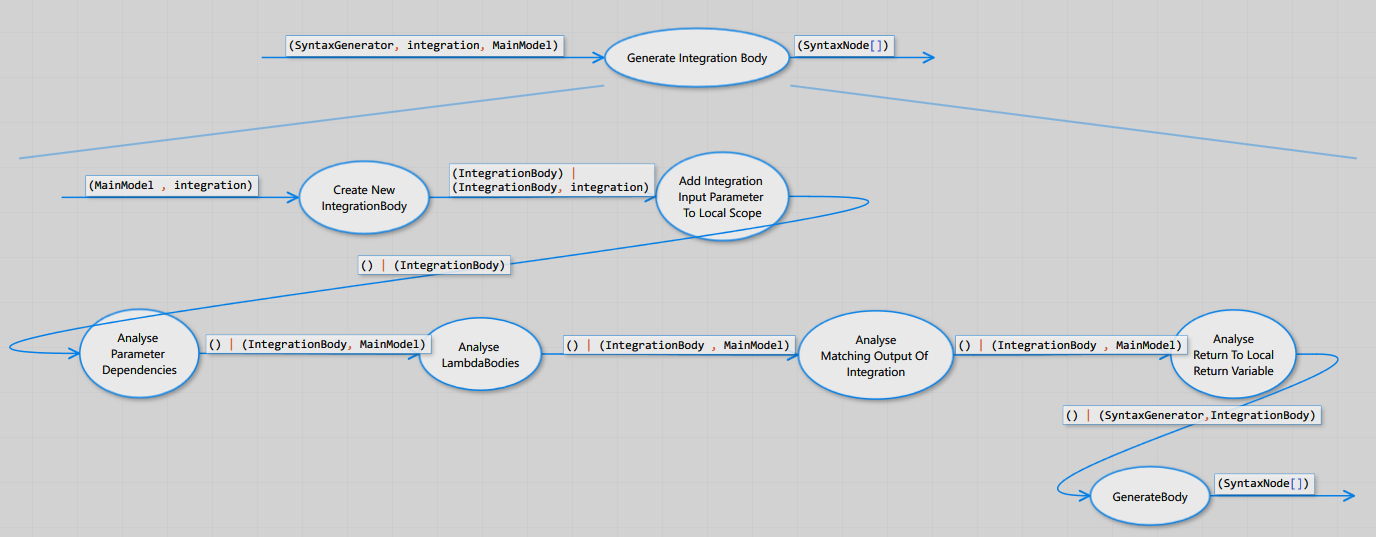 (SyntaxGenerator, integration, MainModel)
Generate Integration Body
(SyntaxNode[])
(MainModel , integration)
Create New
IntegrationBody
(IntegrationBody) |
(IntegrationBody, integration)
Add Integration
Input Parameter
To Local Scope
() | (IntegrationBody)
Analyse
Parameter
Dependencies
() | (IntegrationBody, MainModel)
Analyse
LambdaBodies
() | (IntegrationBody , MainModel)
Analyse
Matching Output Of
Integration
() | (IntegrationBody , MainModel)
Analyse
Return To Local
Return Variable
() | (SyntaxGenerator,IntegrationBody)
GenerateBody
(SyntaxNode[])